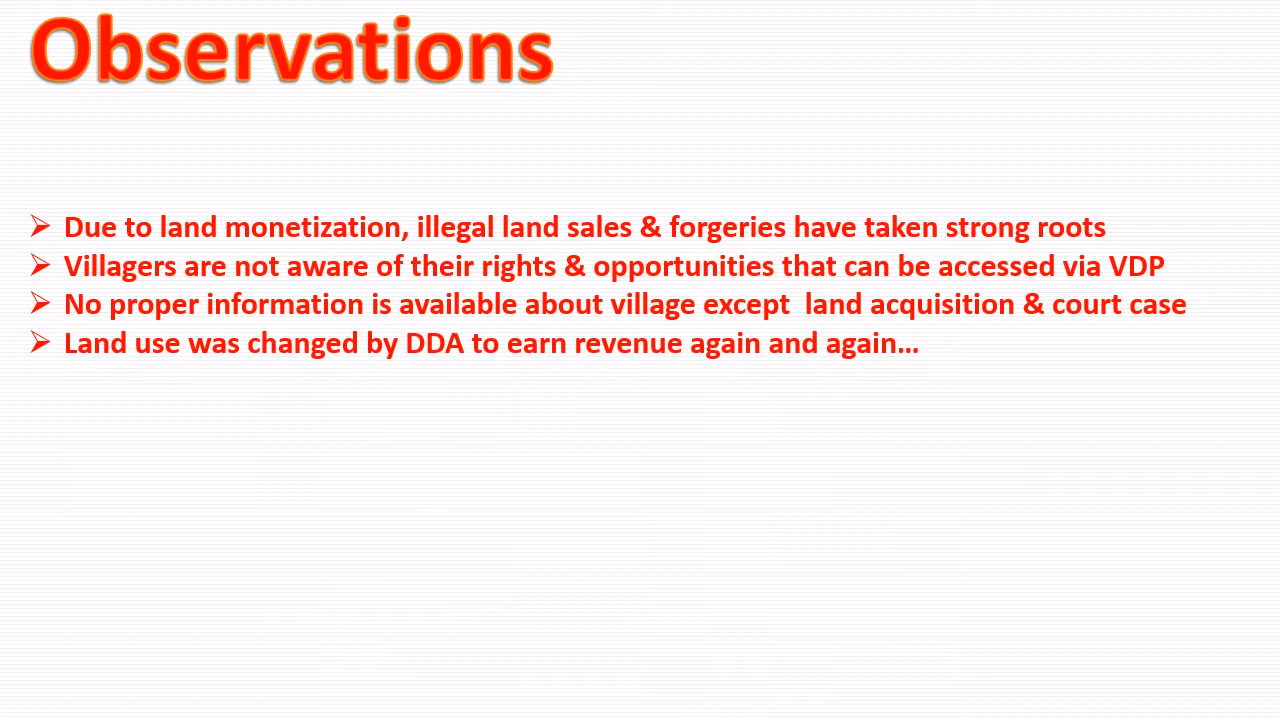 Observations
➢ Due to land monetization, illegal land sales & forgeries have taken strong roots
➢ Villagers are not aware of their rights & opportunities that can be accessed via VDP
➢ No proper information is available about village except  land acquisition & court case
➢ Land use was changed by DDA to earn revenue again and again…